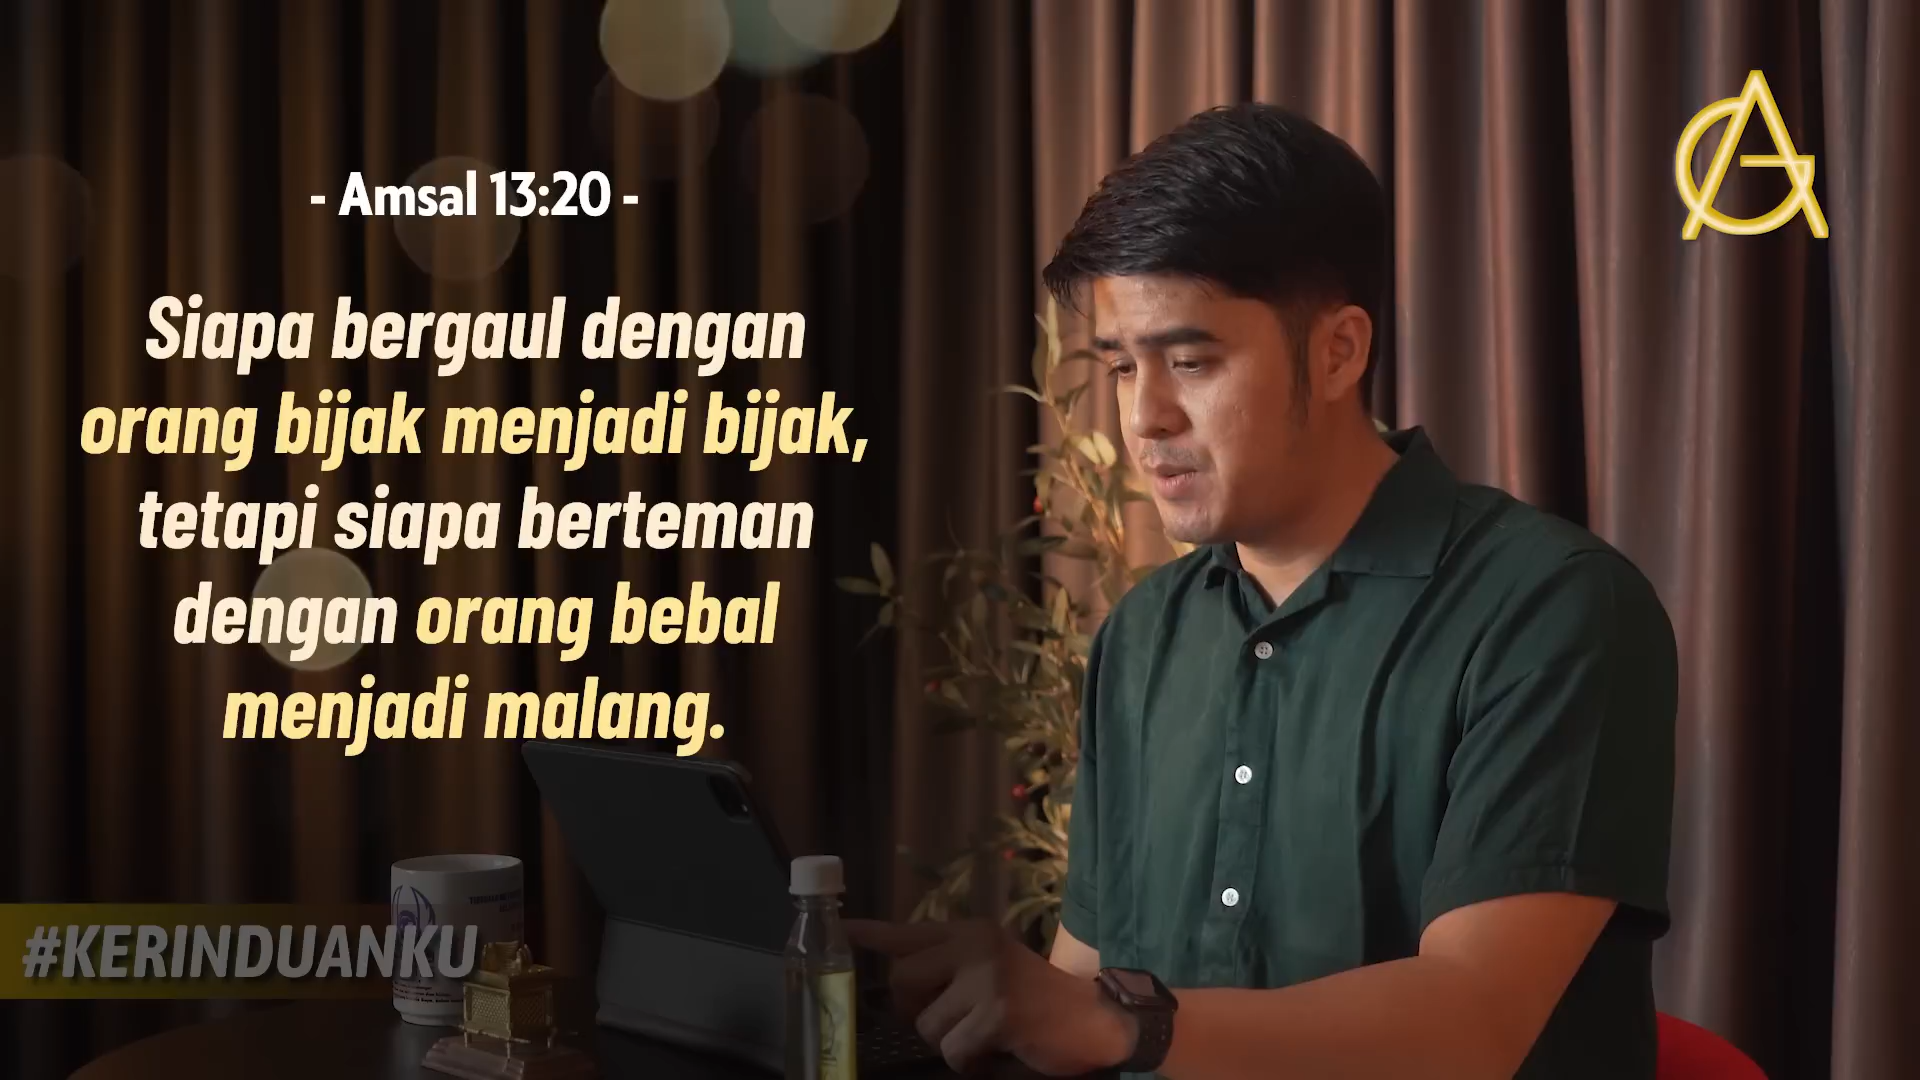 - Amsal 13:20 -
Siapa bergaul dengan
orang bijak menjadi bijak,
tetapi siapa berteman
dengan orang bebal
menjadi malang.
#KERINDUANKU